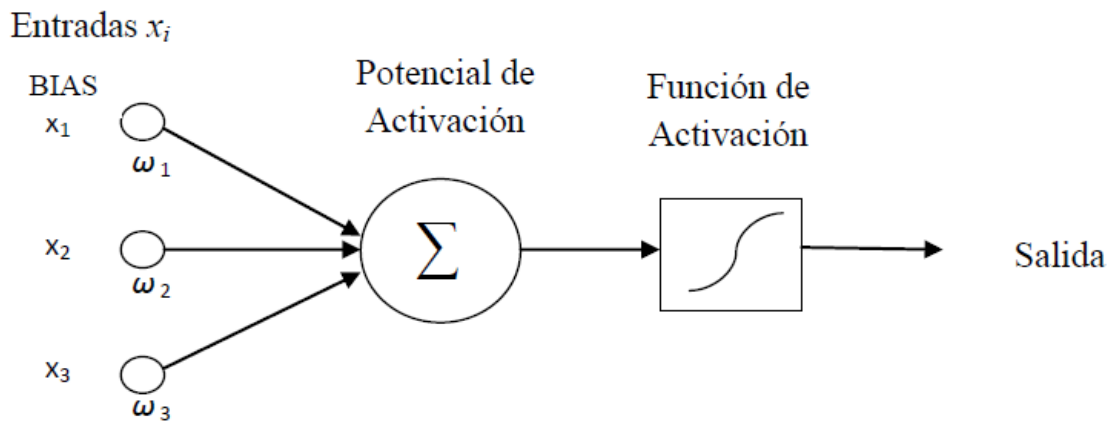 Entradas xᵢ
BIAS
x₁
ω₁
x₂
ω₂
x₃
ω₃
Potencial de
Activación
∑
Función de
Activación
Salida